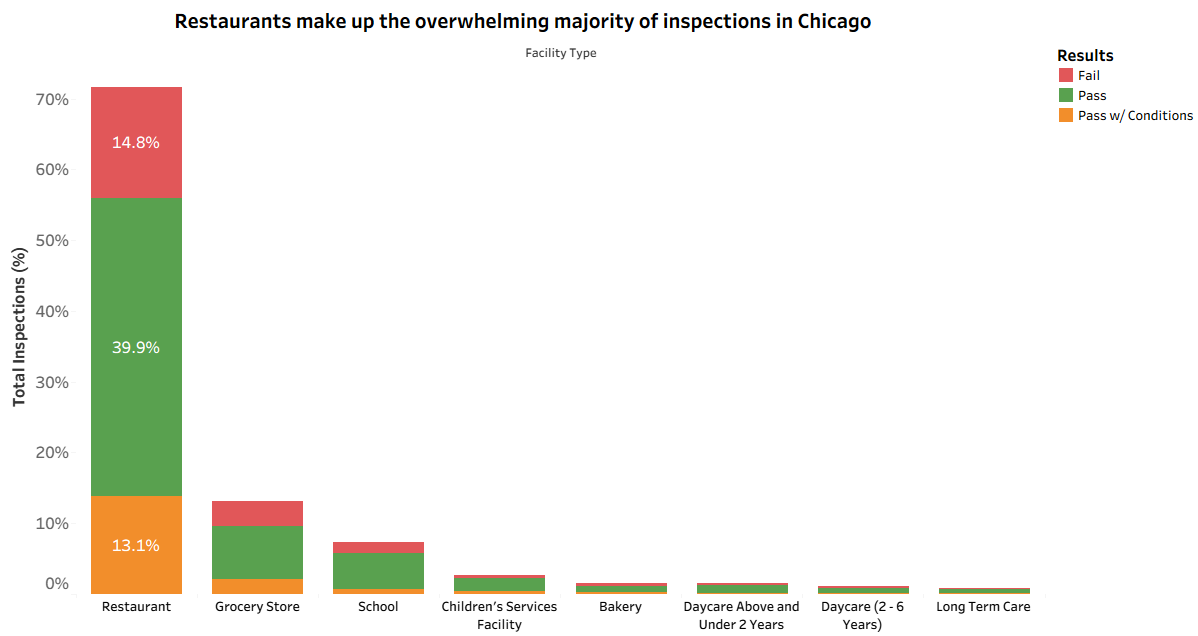 Restaurants make up the overwhelming majority of inspections in Chicago
Facility Type
Results
Fail
Pass
Pass w/ Conditions
Total Inspections (%)
70%
60%
50%
40%
30%
20%
10%
0%
14.8%
39.9%
13.1%
Restaurant
Grocery Store
School
Children's Services
Facility
Bakery
Daycare Above and
Under 2 Years
Daycare (2 - 6
Years)
Long Term Care